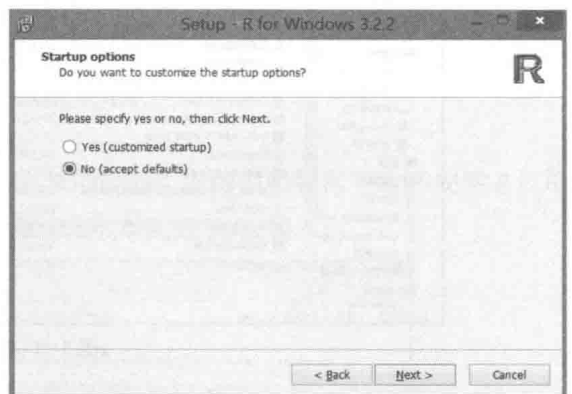 Setup - R for Windows 3.2.2
Startup options
Do you want to customize the startup options?
R
Please specify yes or no, then click Next.
Yes (customized startup)
No (accept defaults)
< Back
Next >
Cancel